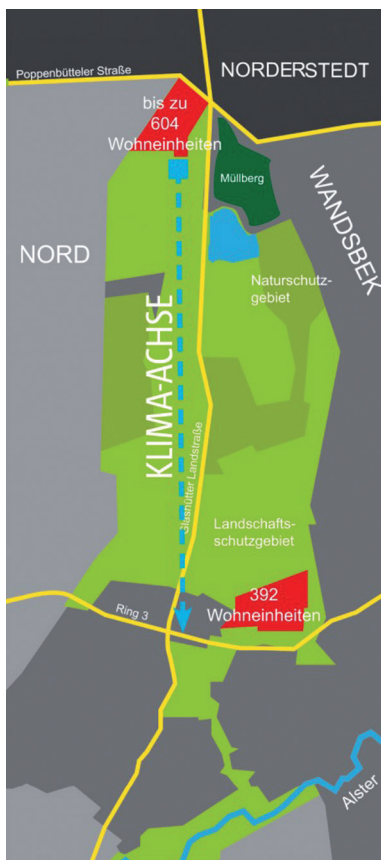 Poppenbütteler Straße
NORDERSTEDT
bis zu
604
Wohneinheiten
Müllberg
WANDSBEK
NORD
Naturschutz-
gebiet
KLIMA-ACHSE
Glashütter Landstraße
Landschafts-
schutzgebiet
392
Wohneinheiten
Ring 3
Alster